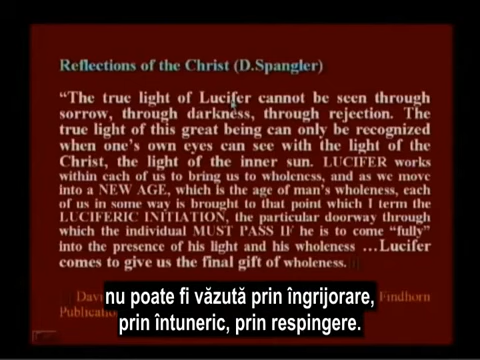 Reflections of the Christ (D.Spangler)
“The true light of Lucifer cannot be seen through
sorrow, through darkness, through rejection. The
true light of this great being can only be recognized
when one's own eyes can see with the light of the
Christ, the light of the inner sun. LUCIFER works
within each of us to bring us to wholeness, and as we move
into a NEW AGE, which is the age of man's wholeness, each
of us in some way is brought to that point which I term the
LUCIFERIC INITIATION, the particular doorway through
which the individual MUST PASS IF he is to come “fully”
into the presence of his light and his wholeness …Lucifer
comes to give us the final gift of wholeness.
Findhorn
nu poate fi văzută prin îngrijorare,
prin întuneric, prin respingere.